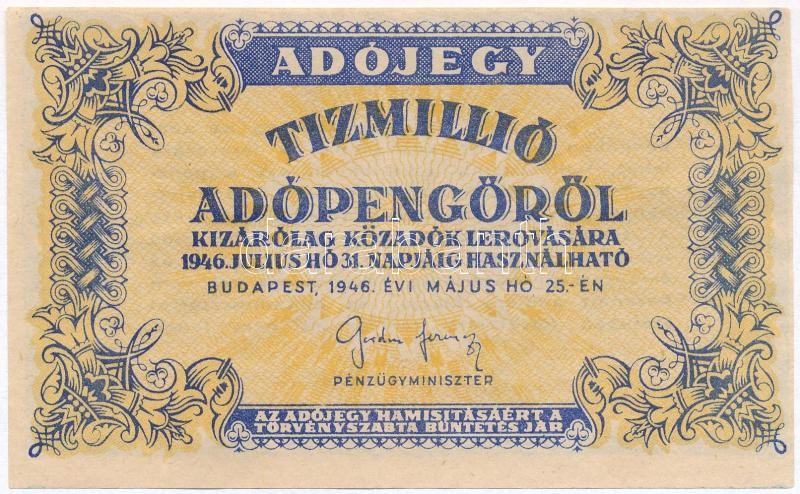 ADÓJEGY
TIZMILLIÓ
ADÓPENGŐRŐL
KIZÁRÓLAG KÖZADÓK LEROVÁSÁRA
1946. JULIUS HÓ 31. NAPJÁIG HASZNÁLHATÓ
BUDAPEST, 1946. ÉVI MÁJUS HÓ 25.-ÉN
PÉNZÜGYMINISZTER
AZ ADÓJEGY HAMISITÁSÁÉRT A
TÖRVÉNYSZABTA BÜNTETÉS JÁR